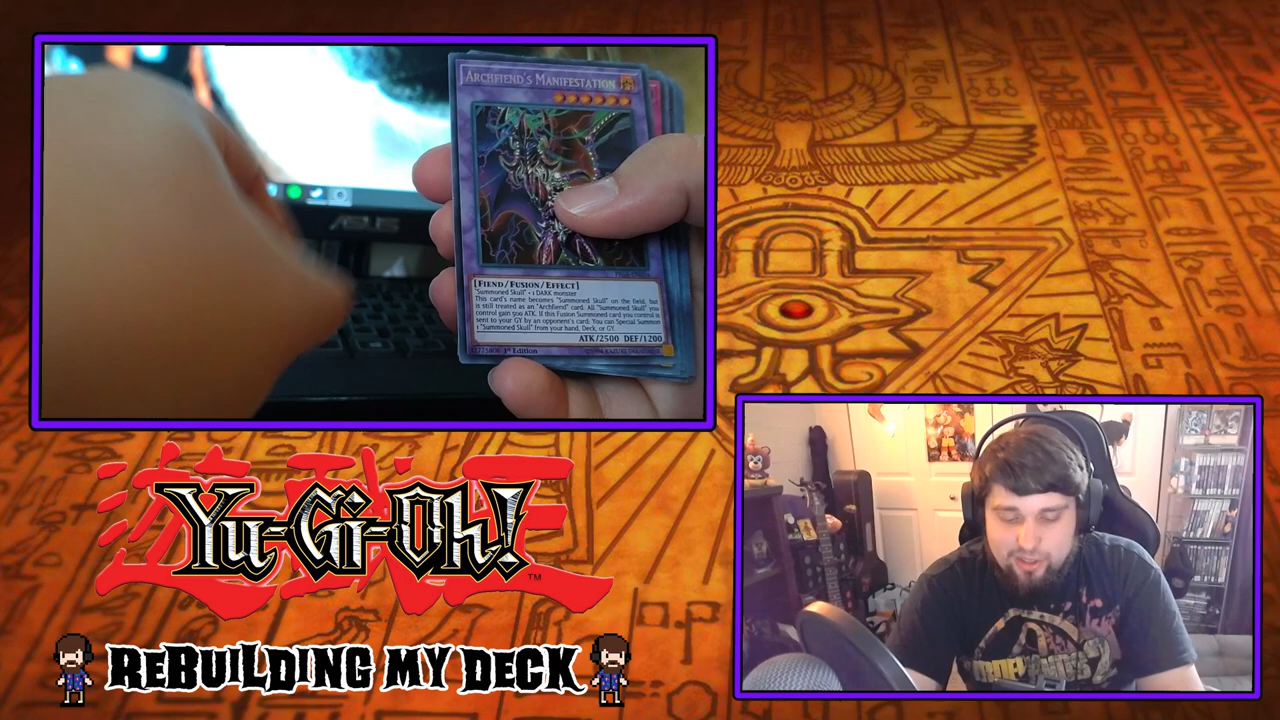 ARCHFIEND'S MANIFESTATION
[FIEND/FUSION/EFFECT]
"Summoned Skull" + 1 DARK monster
This card's name becomes "Summoned Skull" on the field, but
is still treated as an "Archfiend" card. All "Summoned Skull" you
control gain 500 ATK. If this Fusion Summoned card you control is
sent to your GY by an opponent's card: You can Special Summon
1 "Summoned Skull" from your hand, Deck, or GY.
ATK/2500 DEF/1200
1st Edition
ASUS
遊戯王
Yu-Gi-Oh!
™
REBUILDING MY DECK